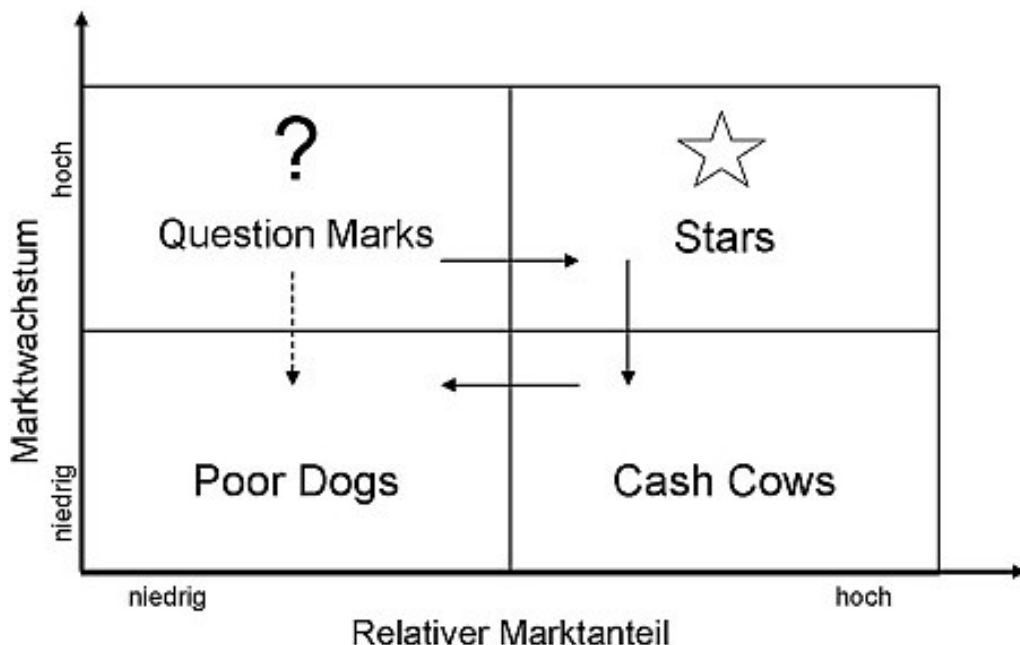 ?
Question Marks
Stars
Poor Dogs
Cash Cows
Marktwachstum
hoch
niedrig
niedrig
hoch
Relativer Marktanteil